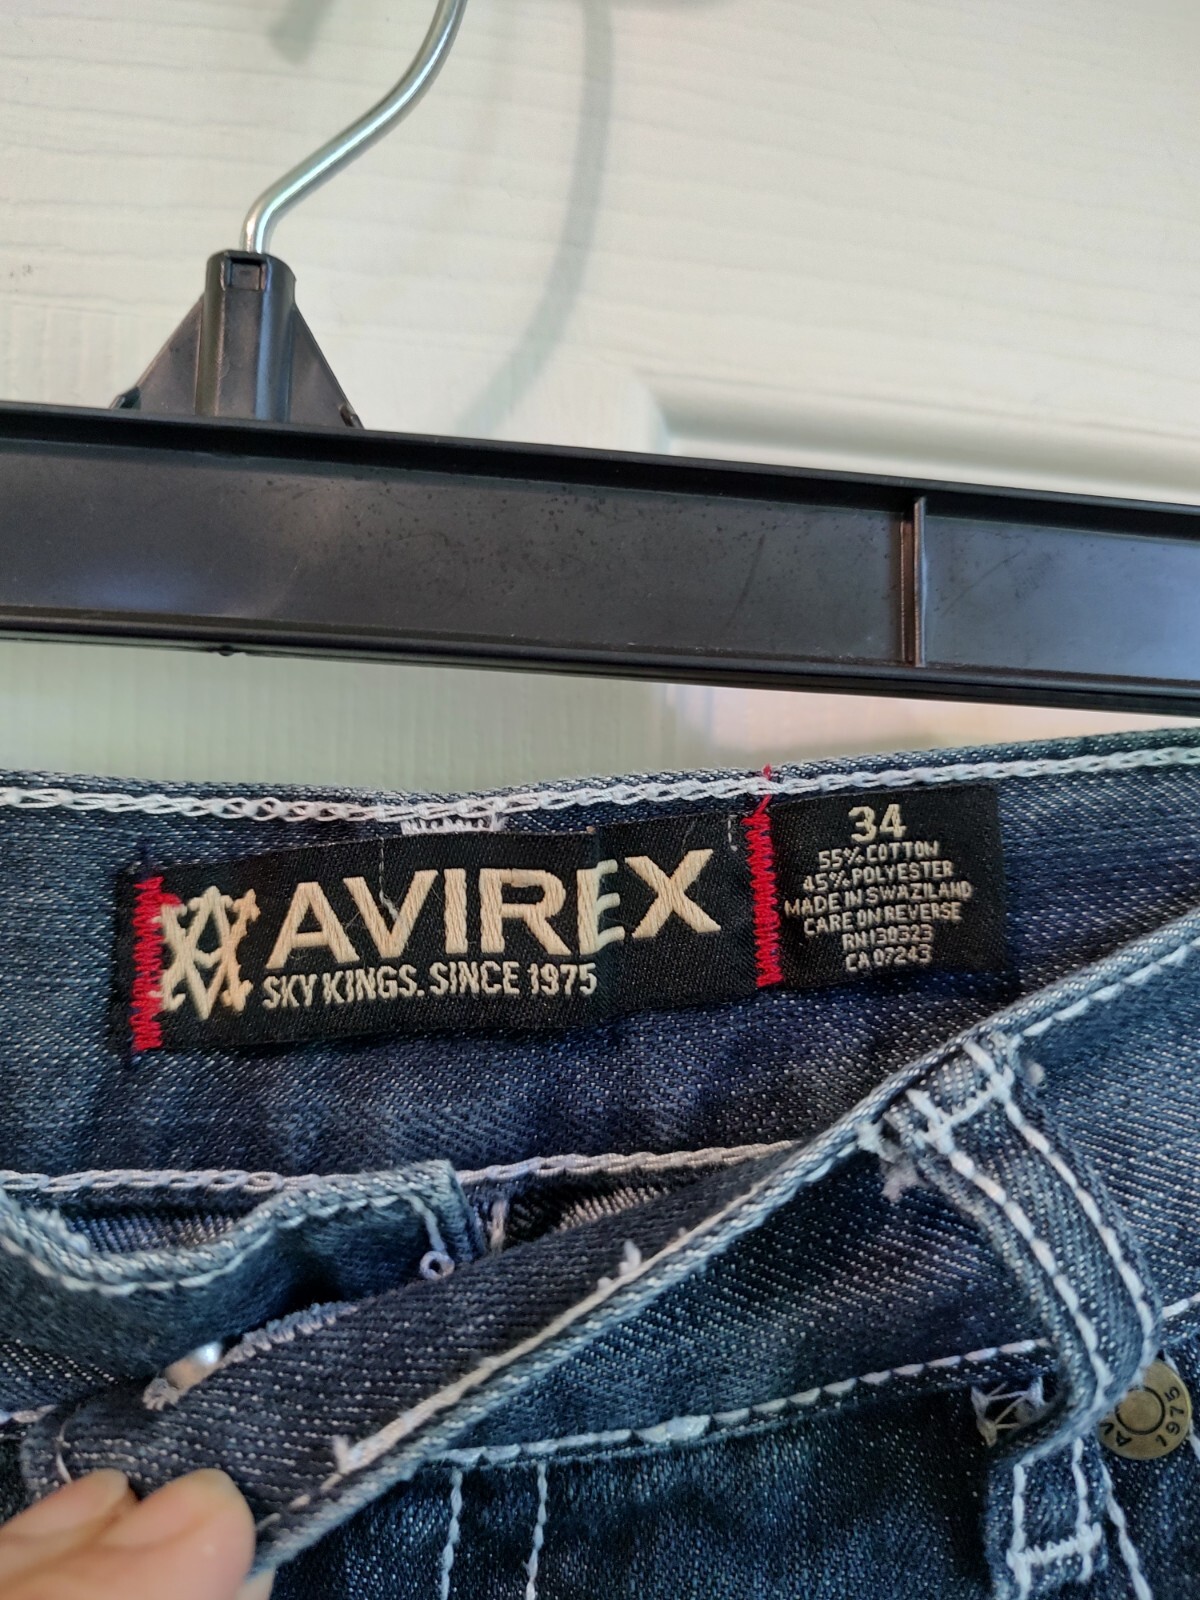 AVIREX
SKY KINGS. SINCE 1975
34
55% COTTON
45% POLYESTER
MADE IN SWAZILAND
CARE ON REVERSE
RN130323
CA 07243
AV
1975